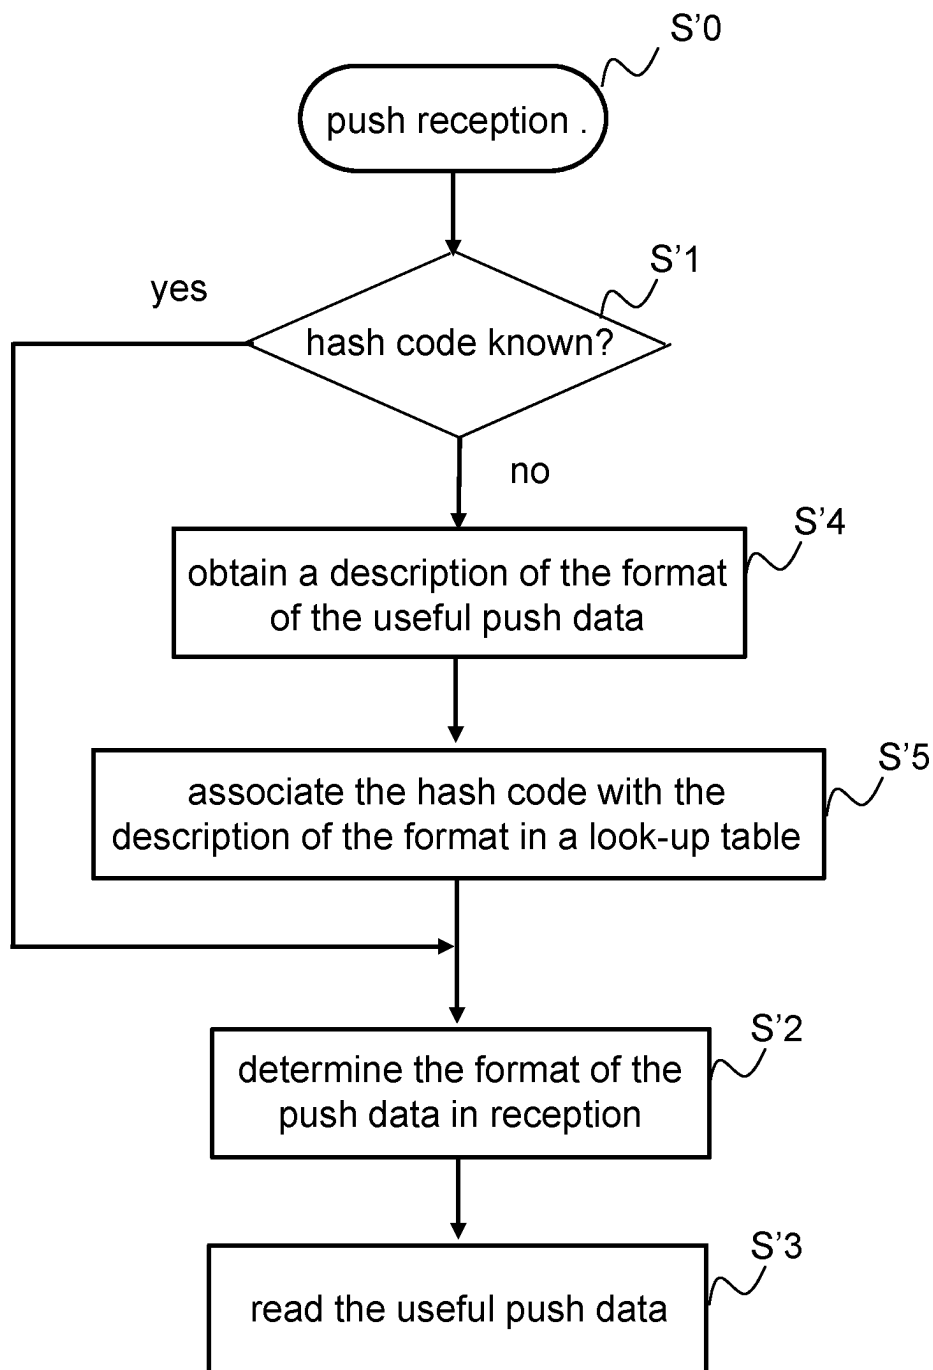 S’0
push reception .
S’1
yes
hash code known?
no
S’4
obtain a description of the format
of the useful push data
S’5
associate the hash code with the
description of the format in a look-up table
S’2
determine the format of the
push data in reception
S’3
read the useful push data